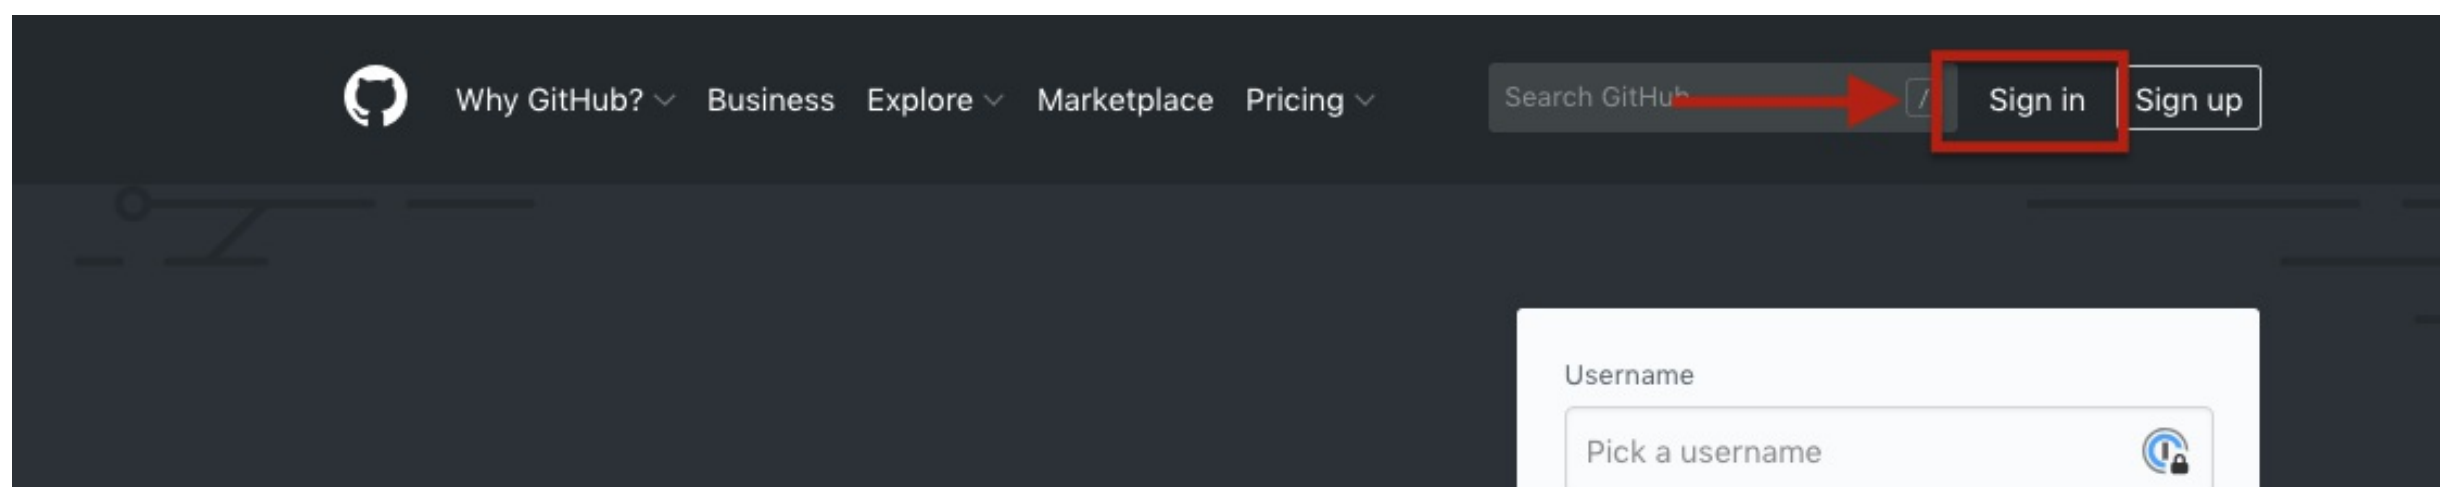 Why GitHub? Business Explore Marketplace Pricing Search GitHub / Sign in Sign up
Username
Pick a username